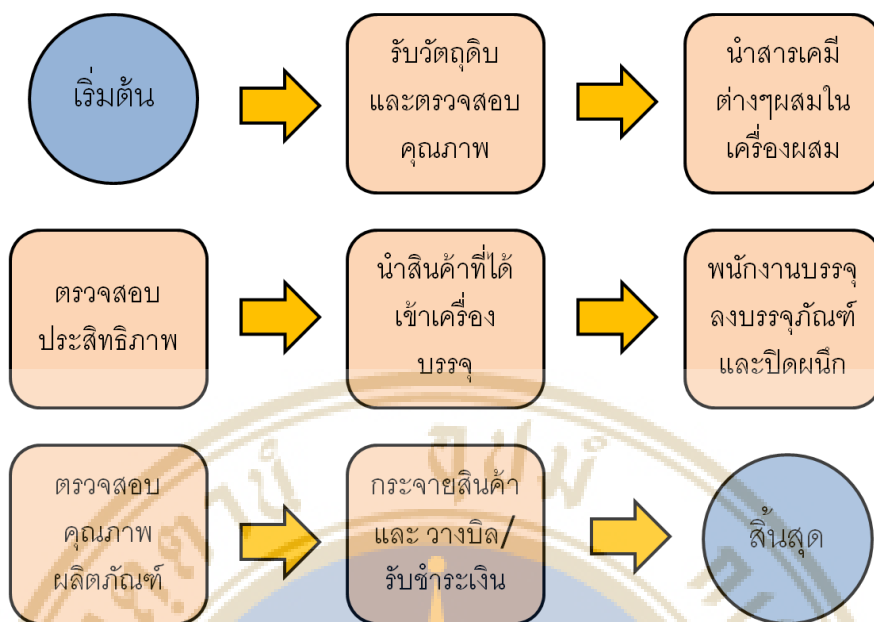 เริ่มต้น
รับวัตถุดิบ
และตรวจสอบ
คุณภาพ
นำสารเคมี
ต่างๆผสมใน
เครื่องผสม
ตรวจสอบ
ประสิทธิภาพ
นำสินค้าที่ได้
เข้าเครื่อง
บรรจุ
พนักงานบรรจุ
ลงบรรจุภัณฑ์
และปิดผนึก
ตรวจสอบ
คุณภาพ
ผลิตภัณฑ์
กระจายสินค้า
และ วางบิล/
รับชำระเงิน
สิ้นสุด